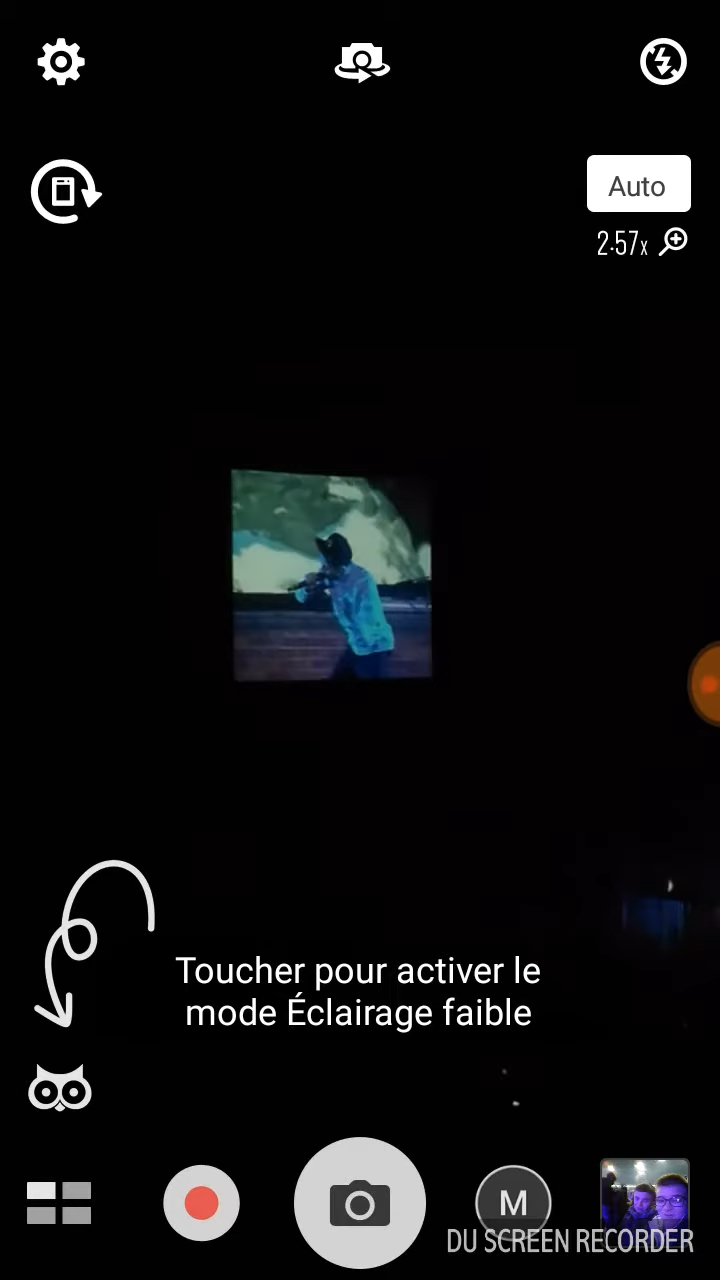 Auto
2.57x
Toucher pour activer le
mode Éclairage faible
M
DU SCREEN RECORDER